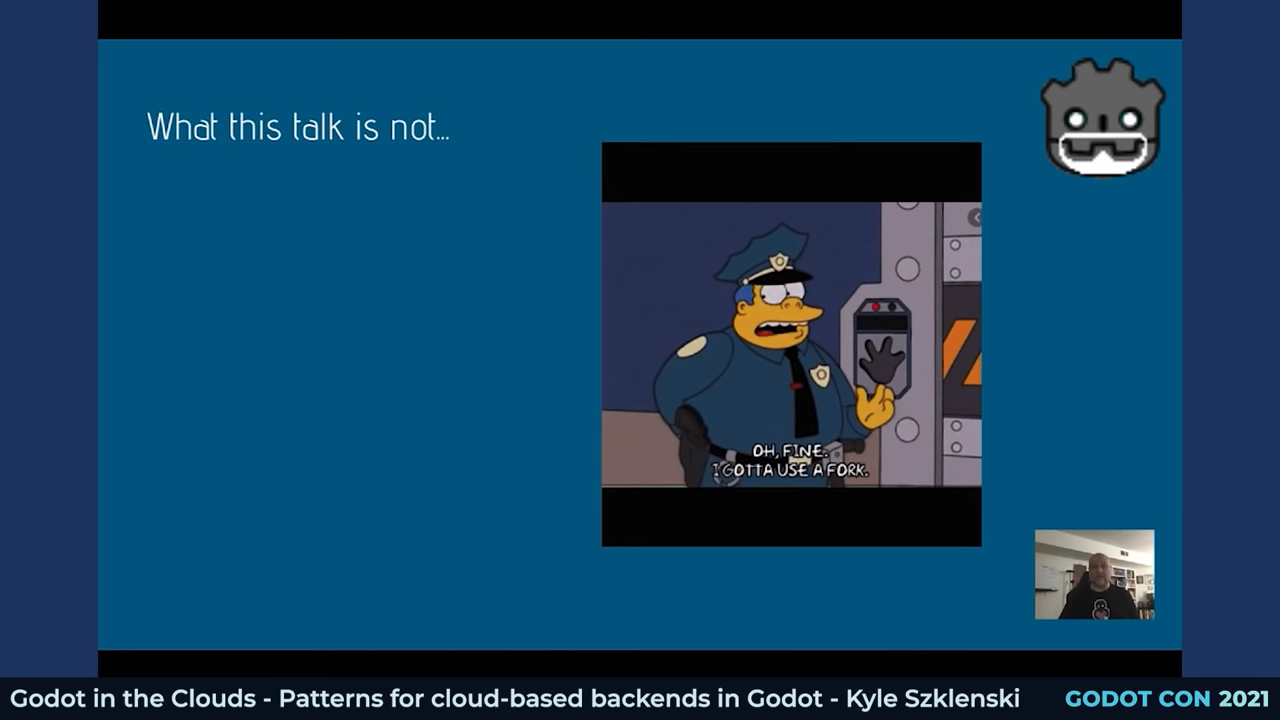 What this talk is not...
OH, FINE.
I GOTTA USE A FORK.
Godot in the Clouds - Patterns for cloud-based backends in Godot - Kyle Szklenski
GODOT CON 2021